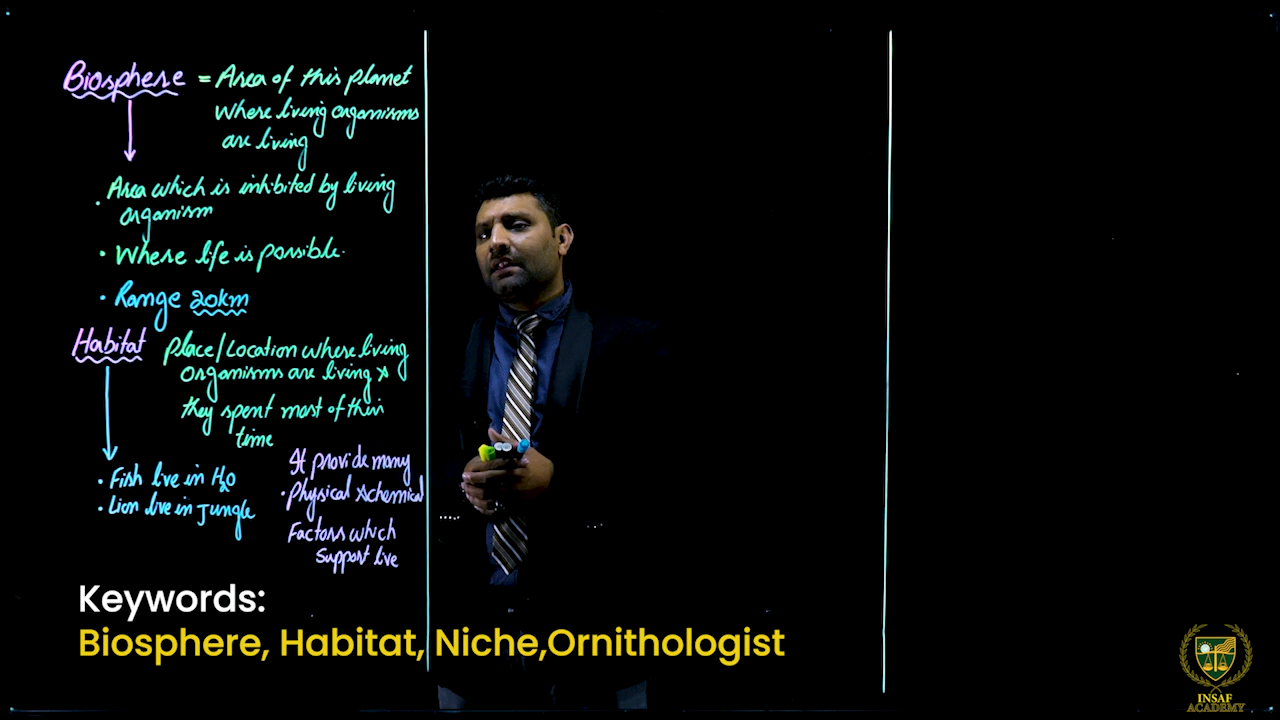 Biosphere = Area of this planet
Where living organisms
are living
• Area which is inhibited by living
organism
• Where life is possible.
• Range 20km
Habitat Place/Location where living
organisms are living &
they spent most of their
time
• Fish live in H2O
• Lion live in Jungle
It provide many
• Physical & chemical
Factors which
Support live
Keywords:
Biosphere, Habitat, Niche,Ornithologist
INSAF
ACADEMY